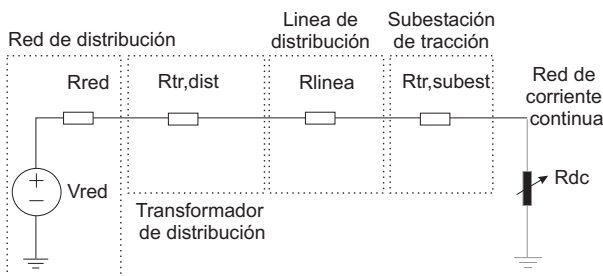 Red de distribución
Linea de
distribución
Subestación
de tracción
Rred
Rtr,dist
Rlinea
Rtr,subest
Red de
corriente
continua
+
−
Vred
Rdc
Transformador
de distribución